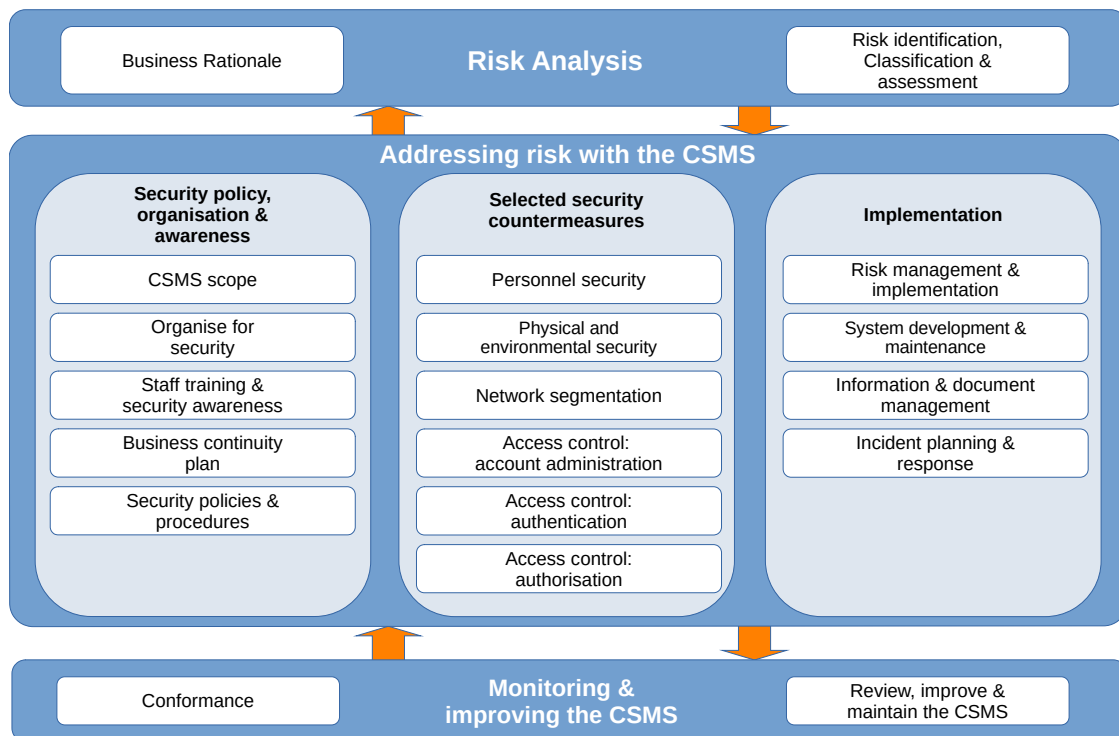 Business Rationale
Risk Analysis
Risk identification,
Classification &
assessment
Addressing risk with the CSMS
Security policy,
organisation &
awareness
CSMS scope
Organise for
security
Staff training &
security awareness
Business continuity
plan
Security policies &
procedures
Selected security
countermeasures
Personnel security
Physical and
environmental security
Network segmentation
Access control:
account administration
Access control:
authentication
Access control:
authorisation
Implementation
Risk management &
implementation
System development &
maintenance
Information & document
management
Incident planning &
response
Conformance
Monitoring &
improving the CSMS
Review, improve &
maintain the CSMS